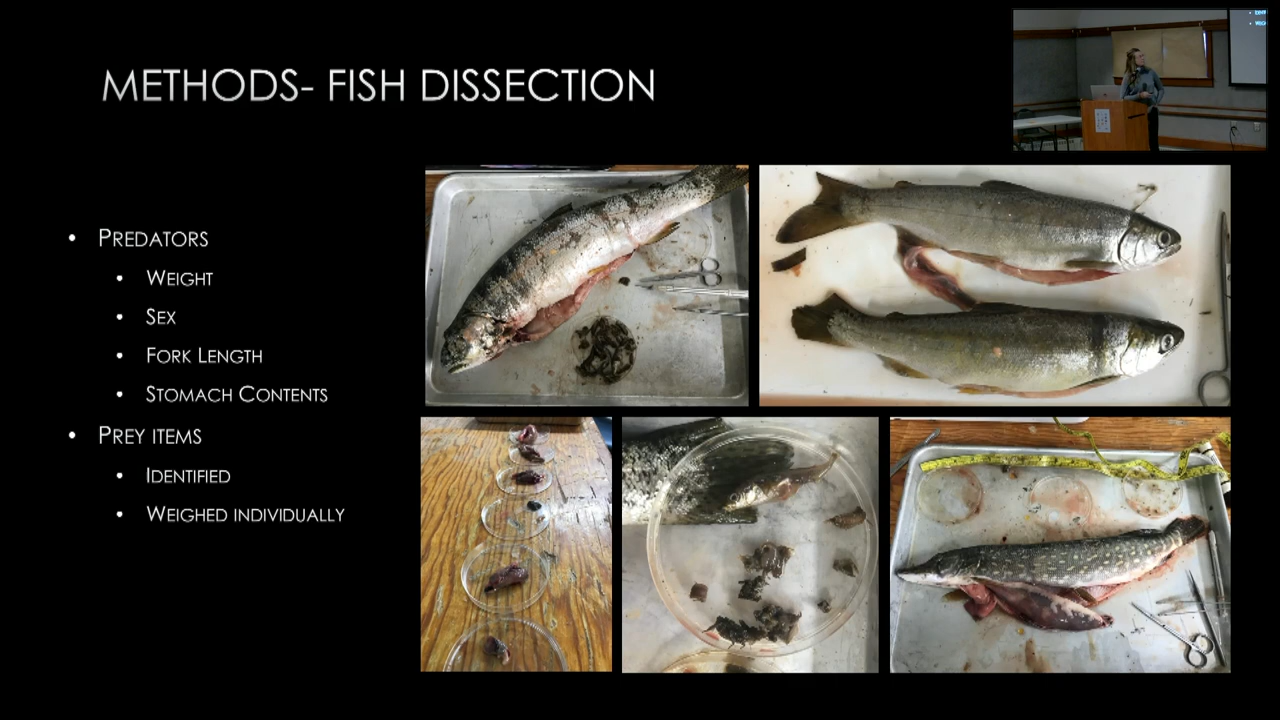 METHODS- FISH DISSECTION
• PREDATORS
• WEIGHT
• SEX
• FORK LENGTH
• STOMACH CONTENTS
• PREY ITEMS
• IDENTIFIED
• WEIGHED INDIVIDUALLY